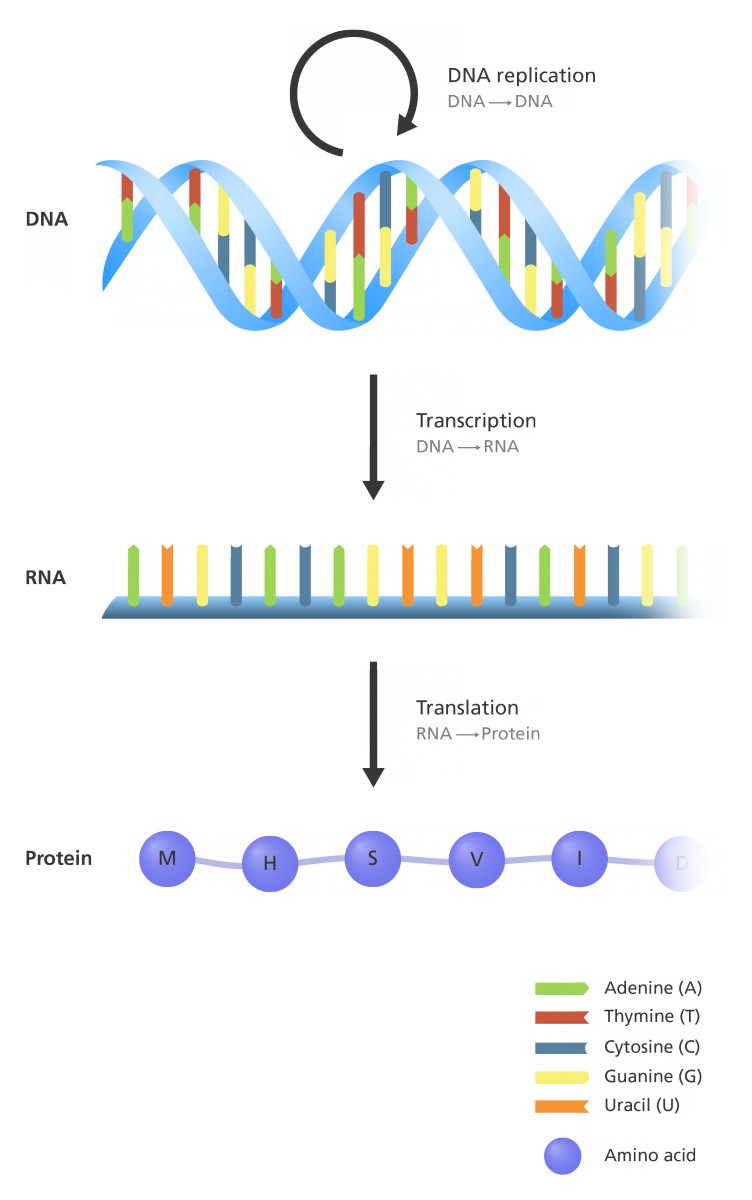 DNA replication
DNA → DNA
DNA
Transcription
DNA → RNA
RNA
Translation
RNA → Protein
Protein
M H S V I D
Adenine (A)
Thymine (T)
Cytosine (C)
Guanine (G)
Uracil (U)
Amino acid